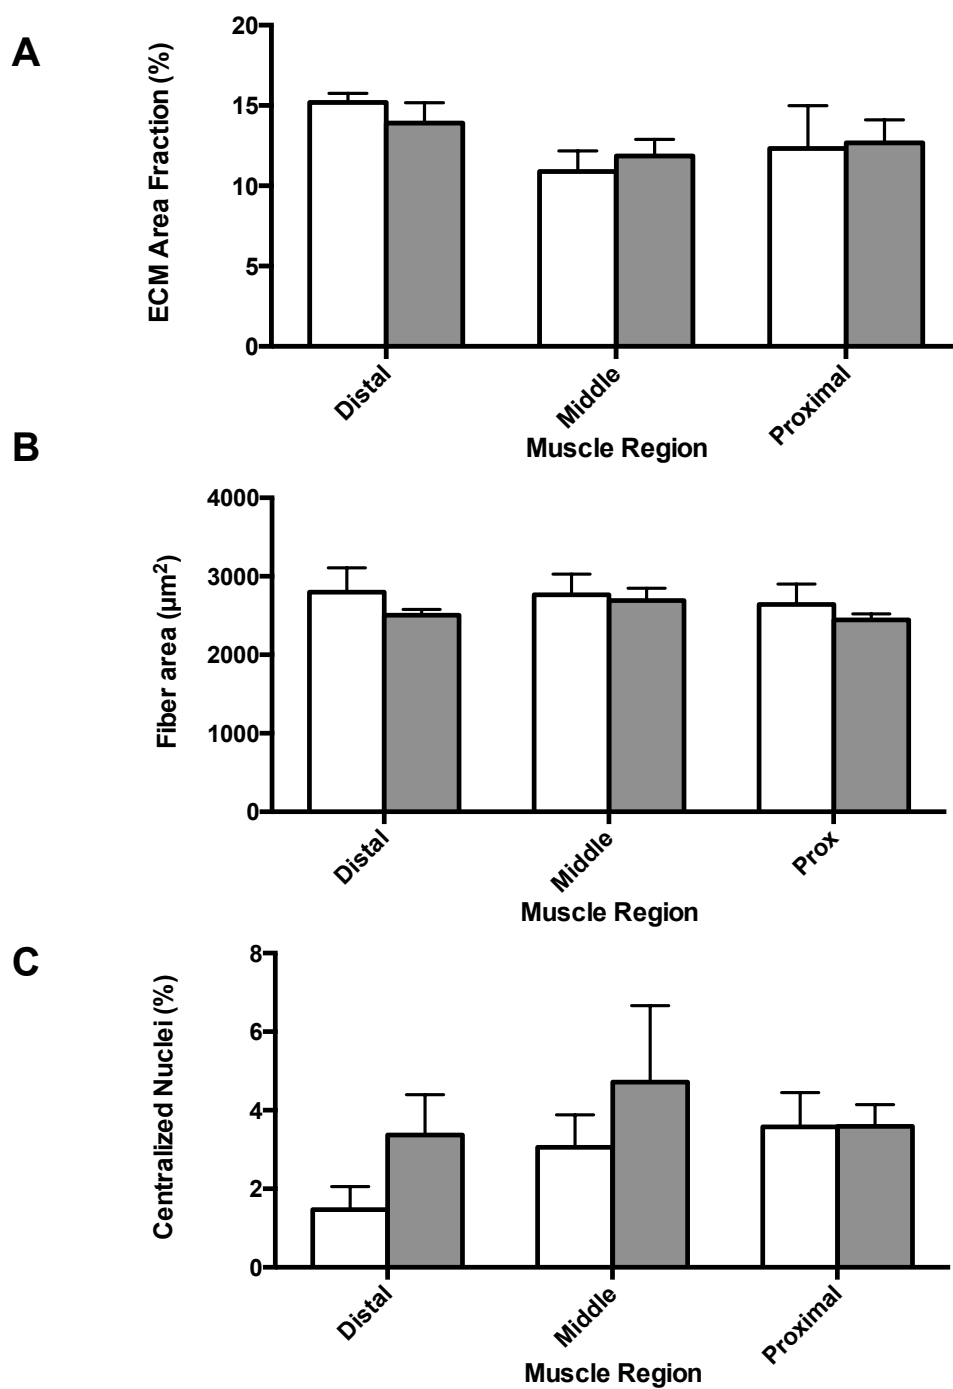 A
ECM Area Fraction (%)
20
15
10
5
0
Distal
Middle
Proximal
Muscle Region
B
Fiber area (µm²)
4000
3000
2000
1000
0
Distal
Middle
Prox
Muscle Region
C
Centralized Nuclei (%)
8
6
4
2
0
Distal
Middle
Proximal
Muscle Region